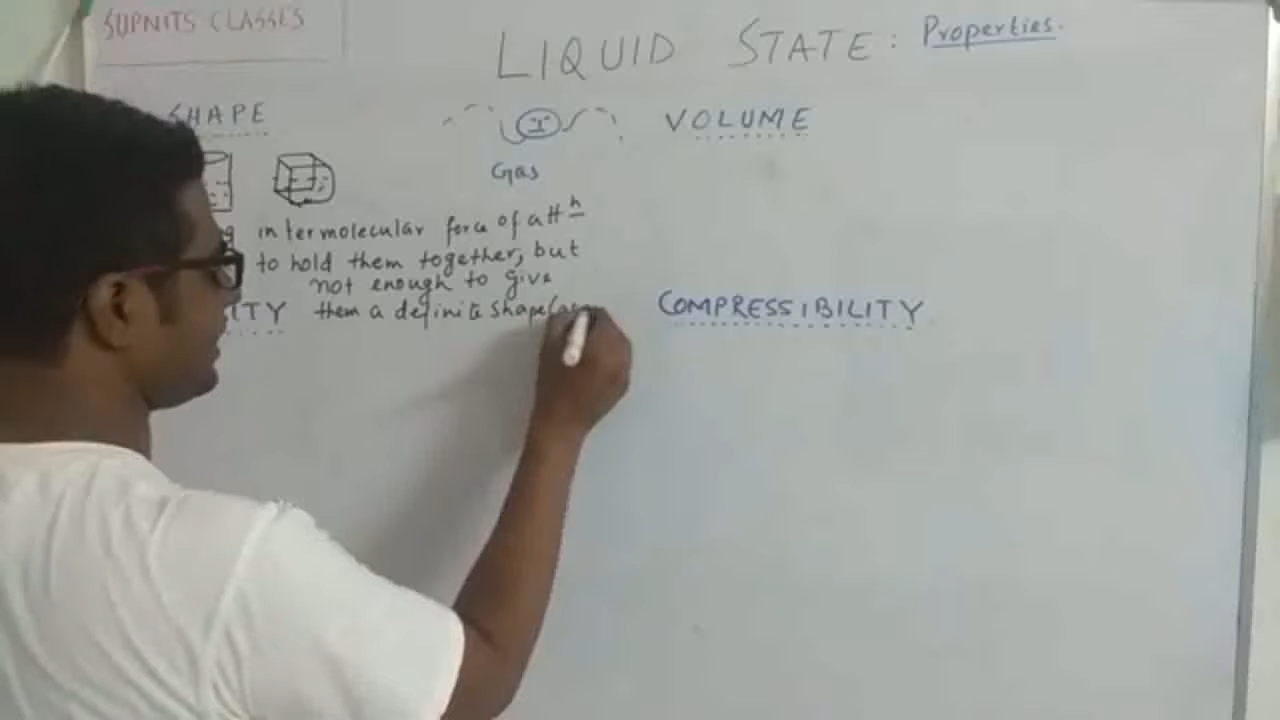 SUPNITS CLASSES
LIQUID STATE: Properties.
SHAPE
I
VOLUME
Gas
intermolecular force of attn
to hold them together, but
not enough to give
ITY them a definite shape(
COMPRESSIBILITY